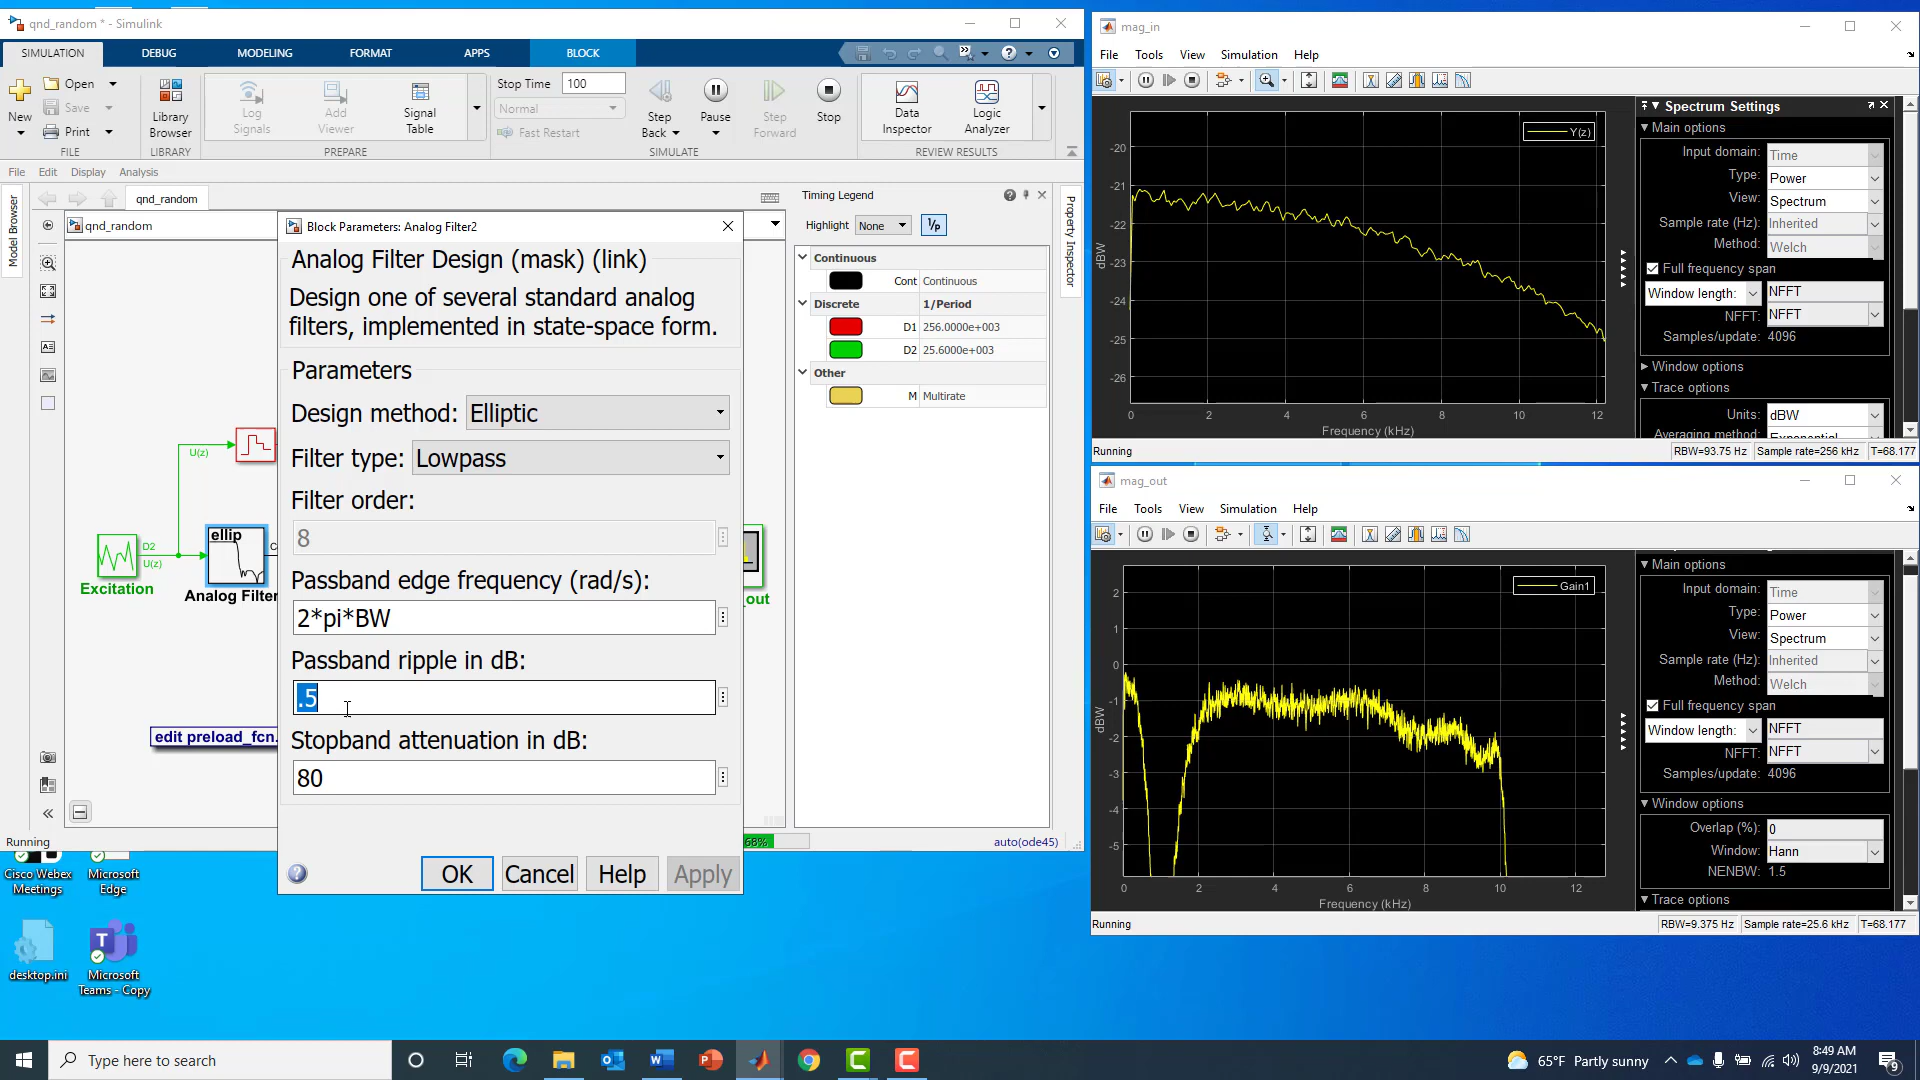 qnd_random * - Simulink
SIMULATION
DEBUG
MODELING
FORMAT
APPS
BLOCK
New
Open
Save
Print
FILE
Library
Browser
LIBRARY
Log
Signals
Add
Viewer
Signal
Table
PREPARE
Stop Time 100
Normal
Fast Restart
Step
Back
Pause
Step
Forward
Stop
SIMULATE
Data
Inspector
Logic
Analyzer
REVIEW RESULTS
File Edit Display Analysis
Model Browser
qnd_random
qnd_random
U(z)
D2
U(z)
Excitation
ellip
Analog Filter
_out
edit preload_fcn.
Running
68%
auto(ode45)
Block Parameters: Analog Filter2
Analog Filter Design (mask) (link)
Design one of several standard analog
filters, implemented in state-space form.
Parameters
Design method: Elliptic
Filter type: Lowpass
Filter order:
8
Passband edge frequency (rad/s):
2*pi*BW
Passband ripple in dB:
.5
Stopband attenuation in dB:
80
OK
Cancel
Help
Apply
Timing Legend
Highlight None 1/p
Continuous
Cont Continuous
Discrete 1/Period
D1 256.0000e+003
D2 25.6000e+003
Other
M Multirate
Property Inspector
mag_in
File Tools View Simulation Help
Y(z)
-20
-21
-22
-23
-24
-25
-26
dBW
0 2 4 6 8 10 12
Frequency (kHz)
Spectrum Settings
Main options
Input domain: Time
Type: Power
View: Spectrum
Sample rate (Hz): Inherited
Method: Welch
Full frequency span
Window length: NFFT
NFFT: NFFT
Samples/update: 4096
Window options
Trace options
Units: dBW
Averaging method: Exponential
Running
RBW=93.75 Hz Sample rate=256 kHz T=68.177
mag_out
File Tools View Simulation Help
Gain1
2
1
0
-1
-2
-3
-4
-5
dBW
0 2 4 6 8 10 12
Frequency (kHz)
Main options
Input domain: Time
Type: Power
View: Spectrum
Sample rate (Hz): Inherited
Method: Welch
Full frequency span
Window length: NFFT
NFFT: NFFT
Samples/update: 4096
Window options
Overlap (%): 0
Window: Hann
NENBW: 1.5
Trace options
Running
RBW=9.375 Hz Sample rate=25.6 kHz T=68.177
Cisco Webex
Meetings
Microsoft
Edge
desktop.ini
Microsoft
Teams - Copy
Type here to search
65°F Partly sunny
8:49 AM
9/9/2021
9